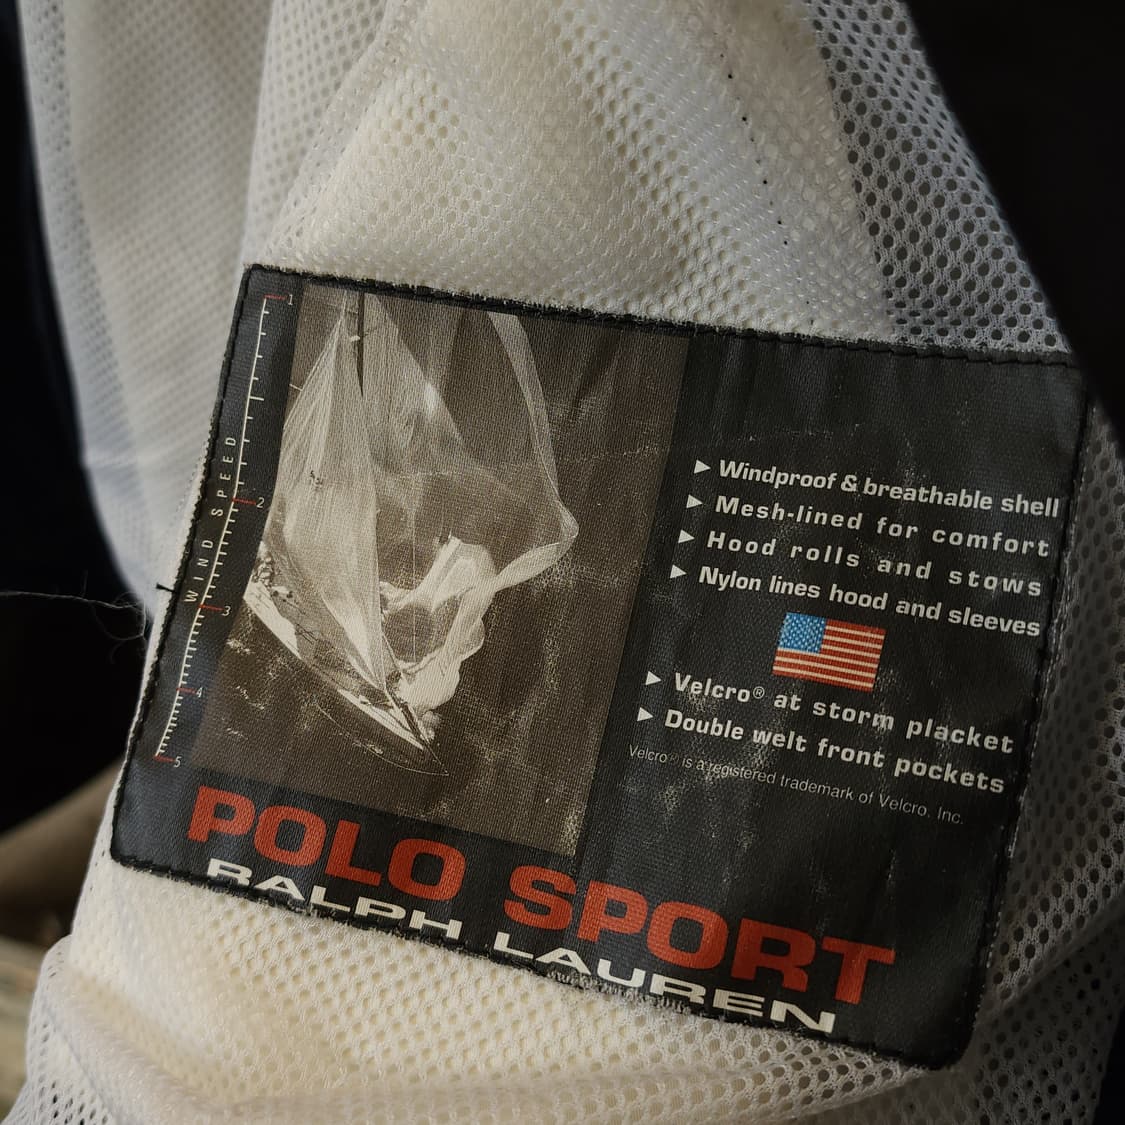 1
2
3
4
5
WIND SPEED
▶ Windproof & breathable shell
▶ Mesh-lined for comfort
▶ Hood rolls and stows
▶ Nylon lines hood and sleeves
▶ Velcro® at storm placket
▶ Double welt front pockets
Velcro® is a registered trademark of Velcro, Inc.
POLO SPORT
RALPH LAUREN